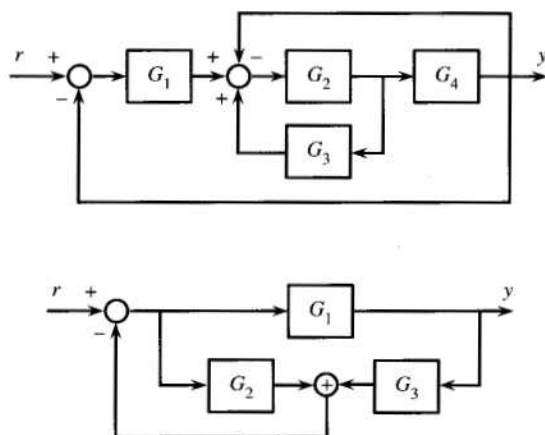 r + − G1 + − + G2 G4 y
G3
r + − G1 y
G2 + G3